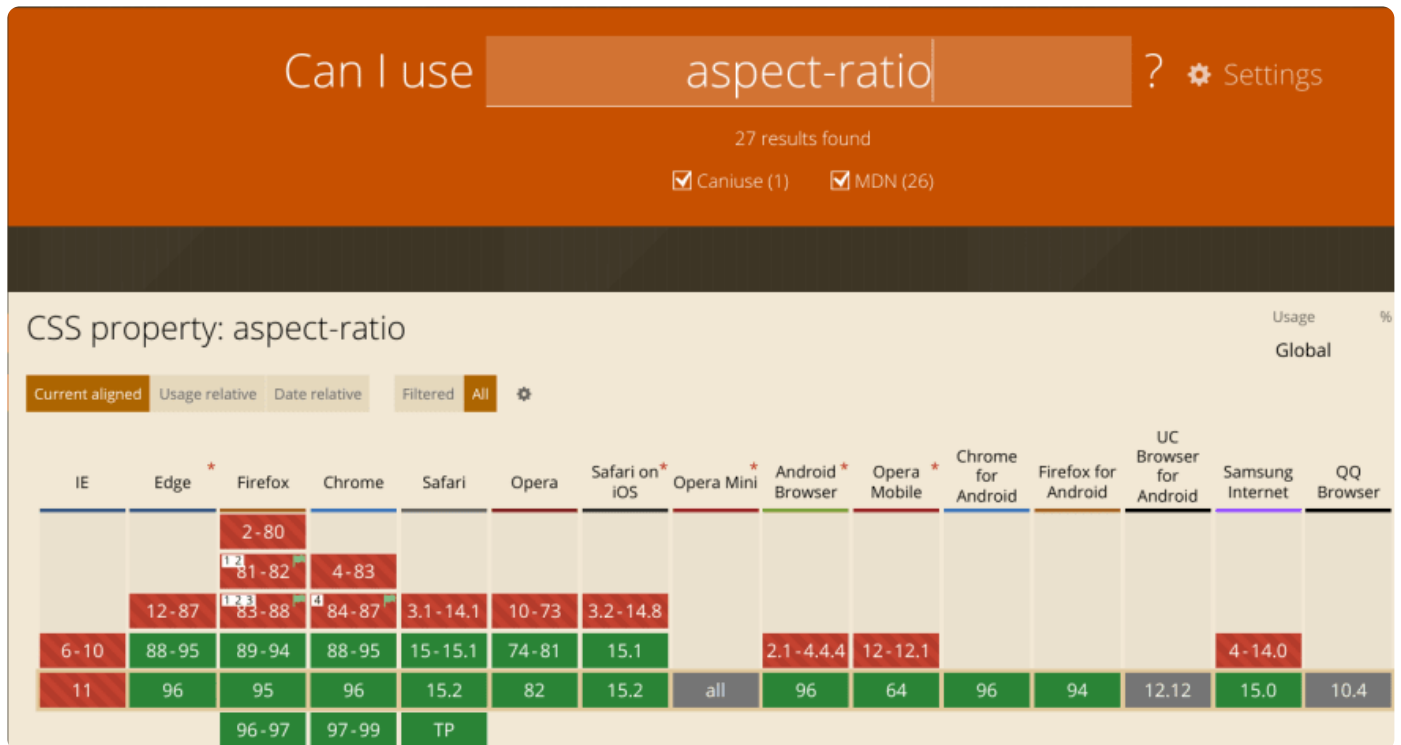 Can I use aspect-ratio ? Settings
27 results found
Caniuse (1) MDN (26)
CSS property: aspect-ratio
Usage %
Global
Current aligned Usage relative Date relative Filtered All
IE
Edge *
Firefox
Chrome
Safari
Opera
Safari on *
iOS
Opera Mini *
Android *
Browser
Opera *
Mobile
Chrome
for
Android
Firefox for
Android
UC
Browser
for
Android
Samsung
Internet
QQ
Browser
2-80
1 2 81-82 4-83
12-87 1 2 3 83-88 4 84-87 3.1-14.1 10-73 3.2-14.8
6-10 88-95 89-94 88-95 15-15.1 74-81 15.1 2.1-4.4.4 12-12.1 4-14.0
11 96 95 96 15.2 82 15.2 all 96 64 96 94 12.12 15.0 10.4
96-97 97-99 TP